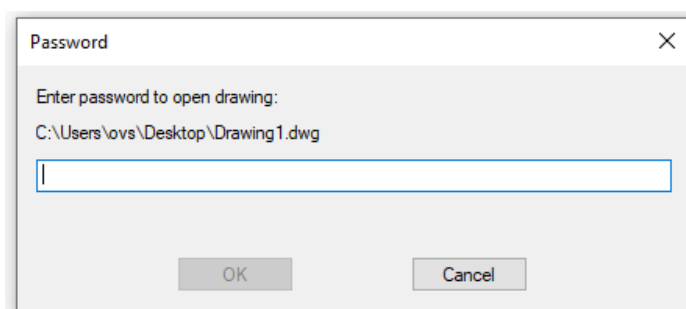 Password
Enter password to open drawing:
C:\Users\ovs\Desktop\Drawing1.dwg
OK
Cancel